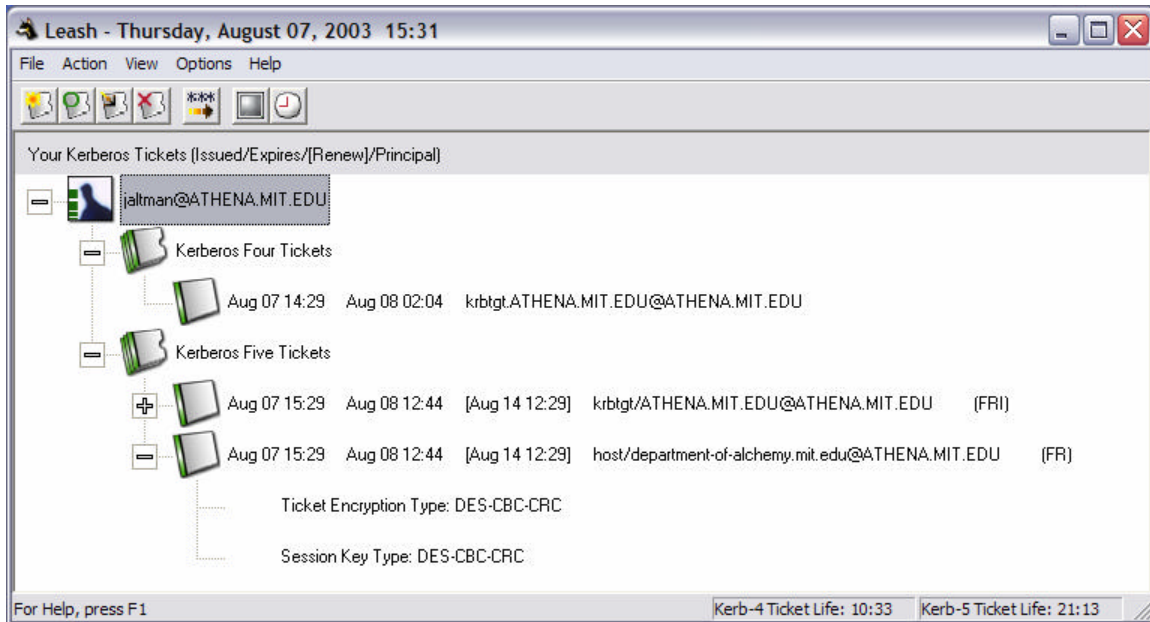 Leash - Thursday, August 07, 2003 15:31
File Action View Options Help
***
Your Kerberos Tickets (Issued/Expires/[Renew]/Principal)
jaltman@ATHENA.MIT.EDU
Kerberos Four Tickets
Aug 07 14:29 Aug 08 02:04 krbtgt.ATHENA.MIT.EDU@ATHENA.MIT.EDU
Kerberos Five Tickets
Aug 07 15:29 Aug 08 12:44 [Aug 14 12:29] krbtgt/ATHENA.MIT.EDU@ATHENA.MIT.EDU (FRI)
Aug 07 15:29 Aug 08 12:44 [Aug 14 12:29] host/department-of-alchemy.mit.edu@ATHENA.MIT.EDU (FR)
Ticket Encryption Type: DES-CBC-CRC
Session Key Type: DES-CBC-CRC
For Help, press F1 Kerb-4 Ticket Life: 10:33 Kerb-5 Ticket Life: 21:13